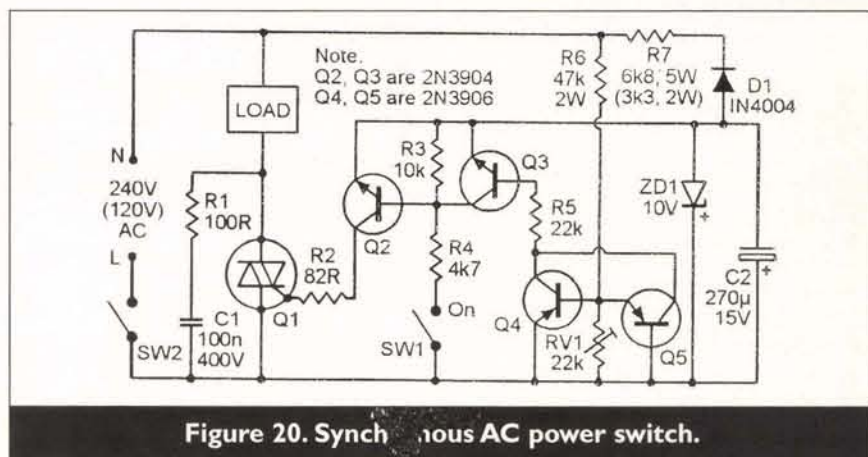 Note.
Q2, Q3 are 2N3904
Q4, Q5 are 2N3906
R6
47k
2W
R7
6k8, 5W
(3k3, 2W)
D1
IN4004
LOAD
N
240V
(120V)
AC
L
SW2
R1
100R
C1
100n
400V
Q1
R2
82R
Q2
R3
10k
Q3
R4
4k7
On
SW1
R5
22k
Q4
RV1
22k
Q5
ZD1
10V
+
C2
270µ
15V
+
Figure 20. AC power switch.